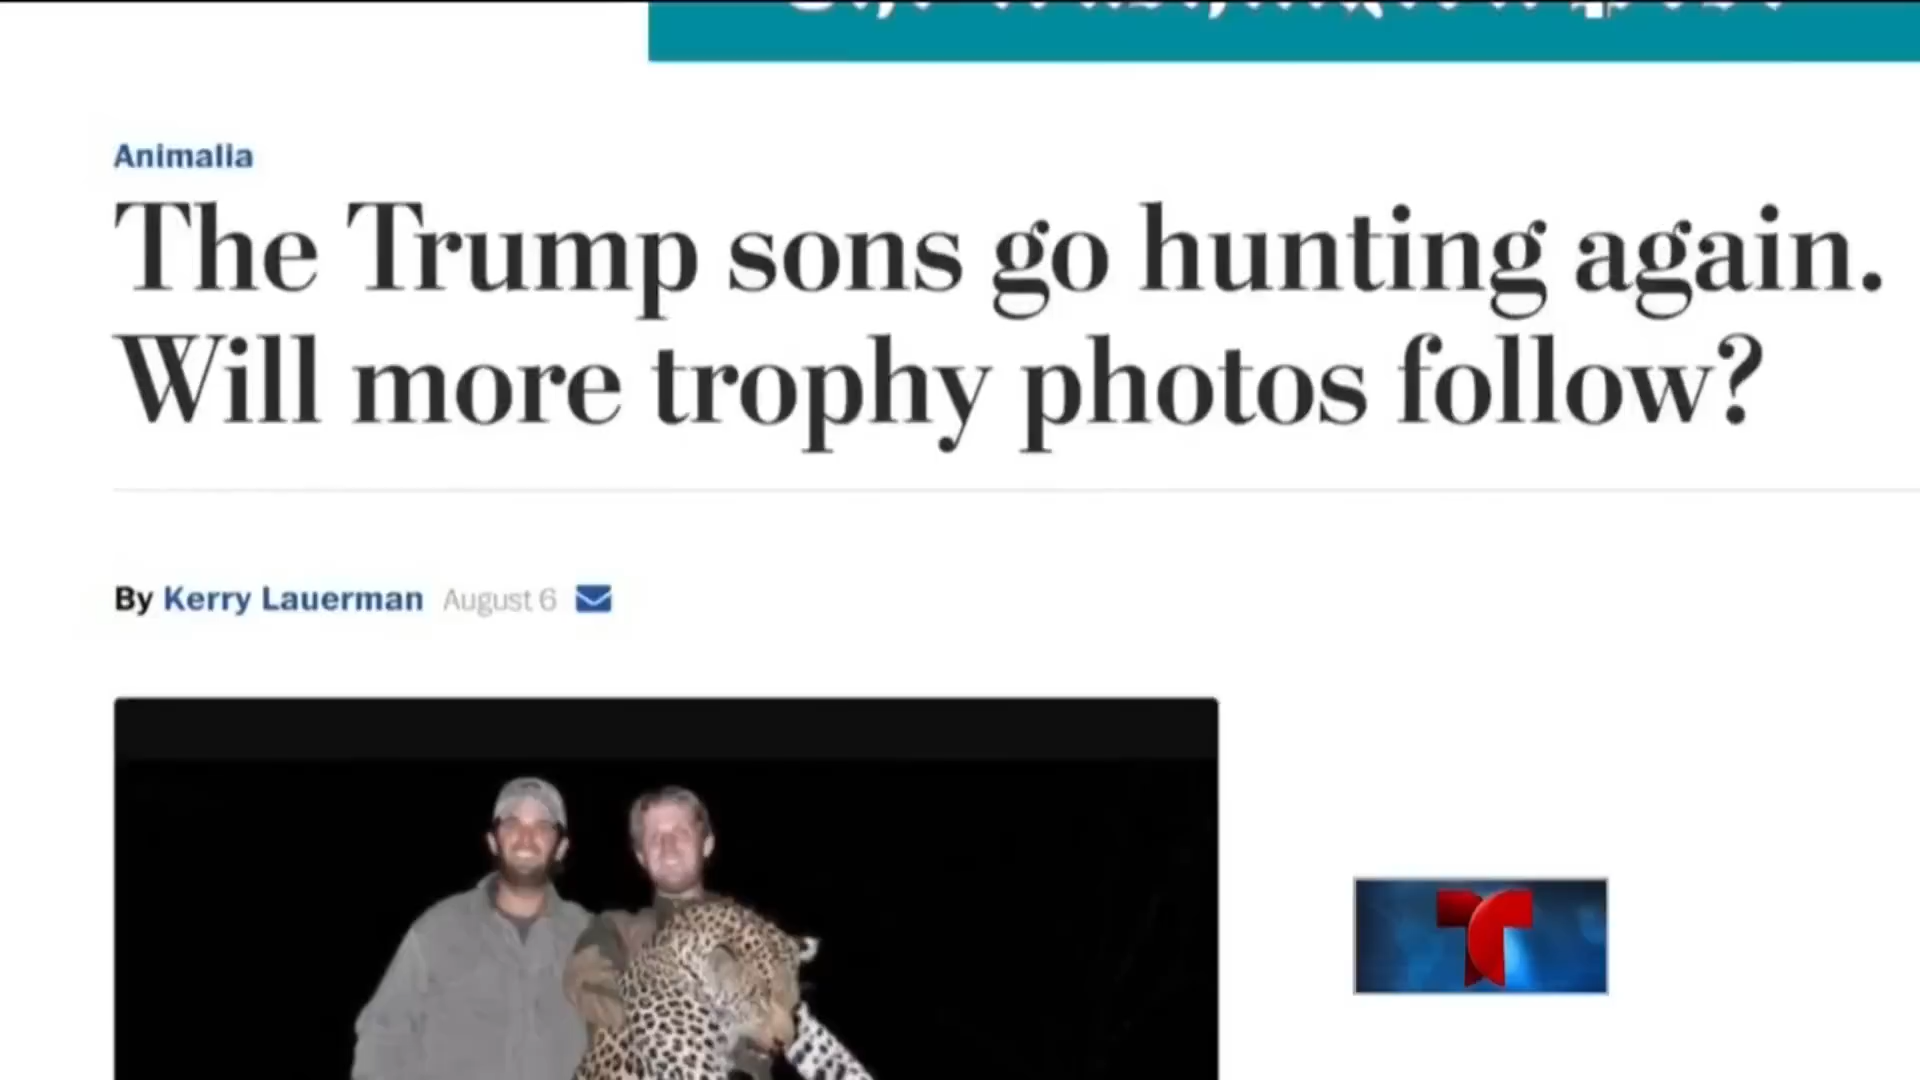 Animalia
The Trump sons go hunting again.
Will more trophy photos follow?
By Kerry Lauerman August 6